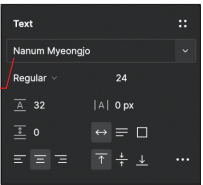 Text
Nanum Myeongjo
Regular 24
A 32 |A| 0 px
0